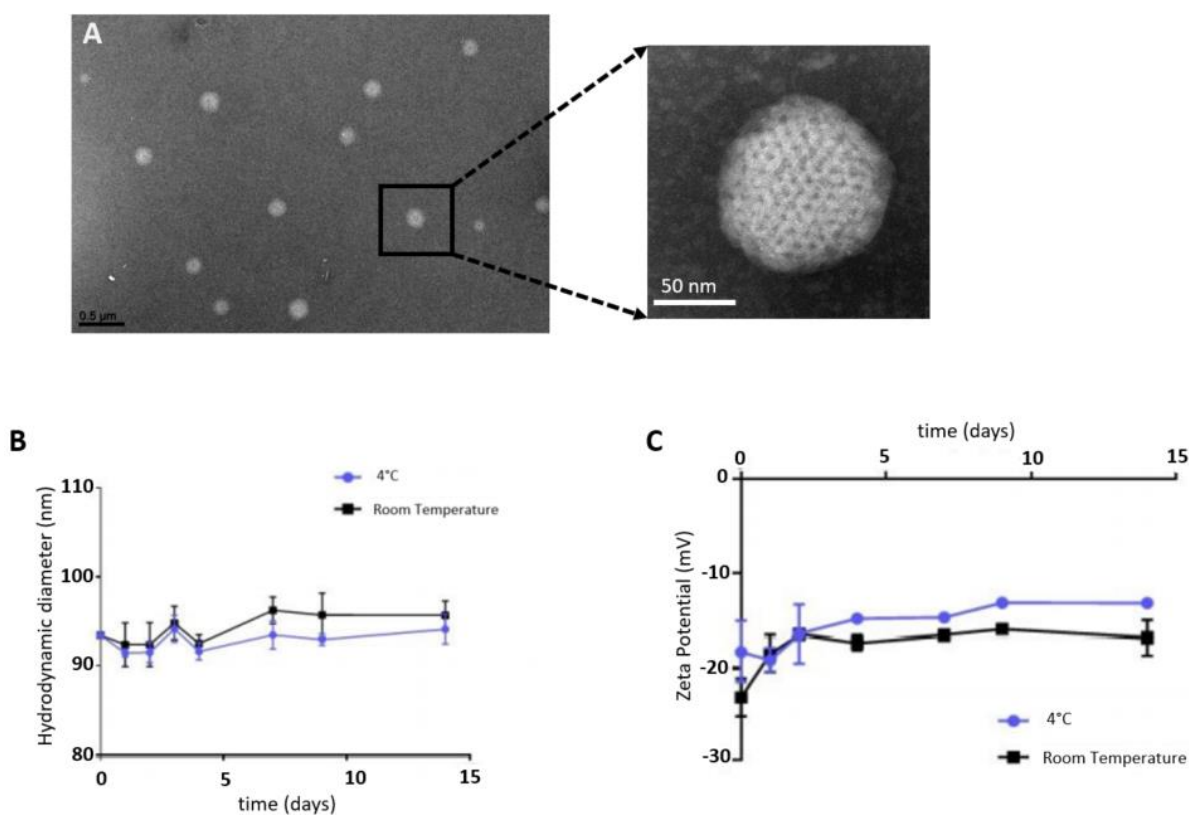 A
0.5 µm
50 nm
B
4°C
Room Temperature
Hydrodynamic diameter (nm)
110
100
90
80
0 5 10 15
time (days)
C
time (days)
0 5 10 15
Zeta Potential (mV)
0
-10
-20
-30
4°C
Room Temperature